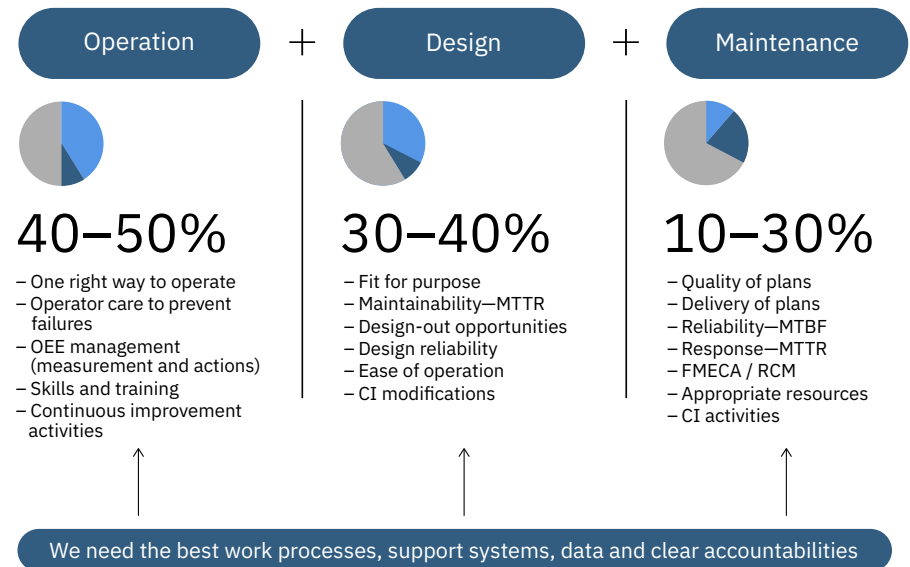 Operation
+
Design
+
Maintenance
40–50%
– One right way to operate
– Operator care to prevent
failures
– OEE management
(measurement and actions)
– Skills and training
– Continuous improvement
activities
30–40%
– Fit for purpose
– Maintainability—MTTR
– Design-out opportunities
– Design reliability
– Ease of operation
– CI modifications
10–30%
– Quality of plans
– Delivery of plans
– Reliability—MTBF
– Response—MTTR
– FMECA / RCM
– Appropriate resources
– CI activities
We need the best work processes, support systems, data and clear accountabilities